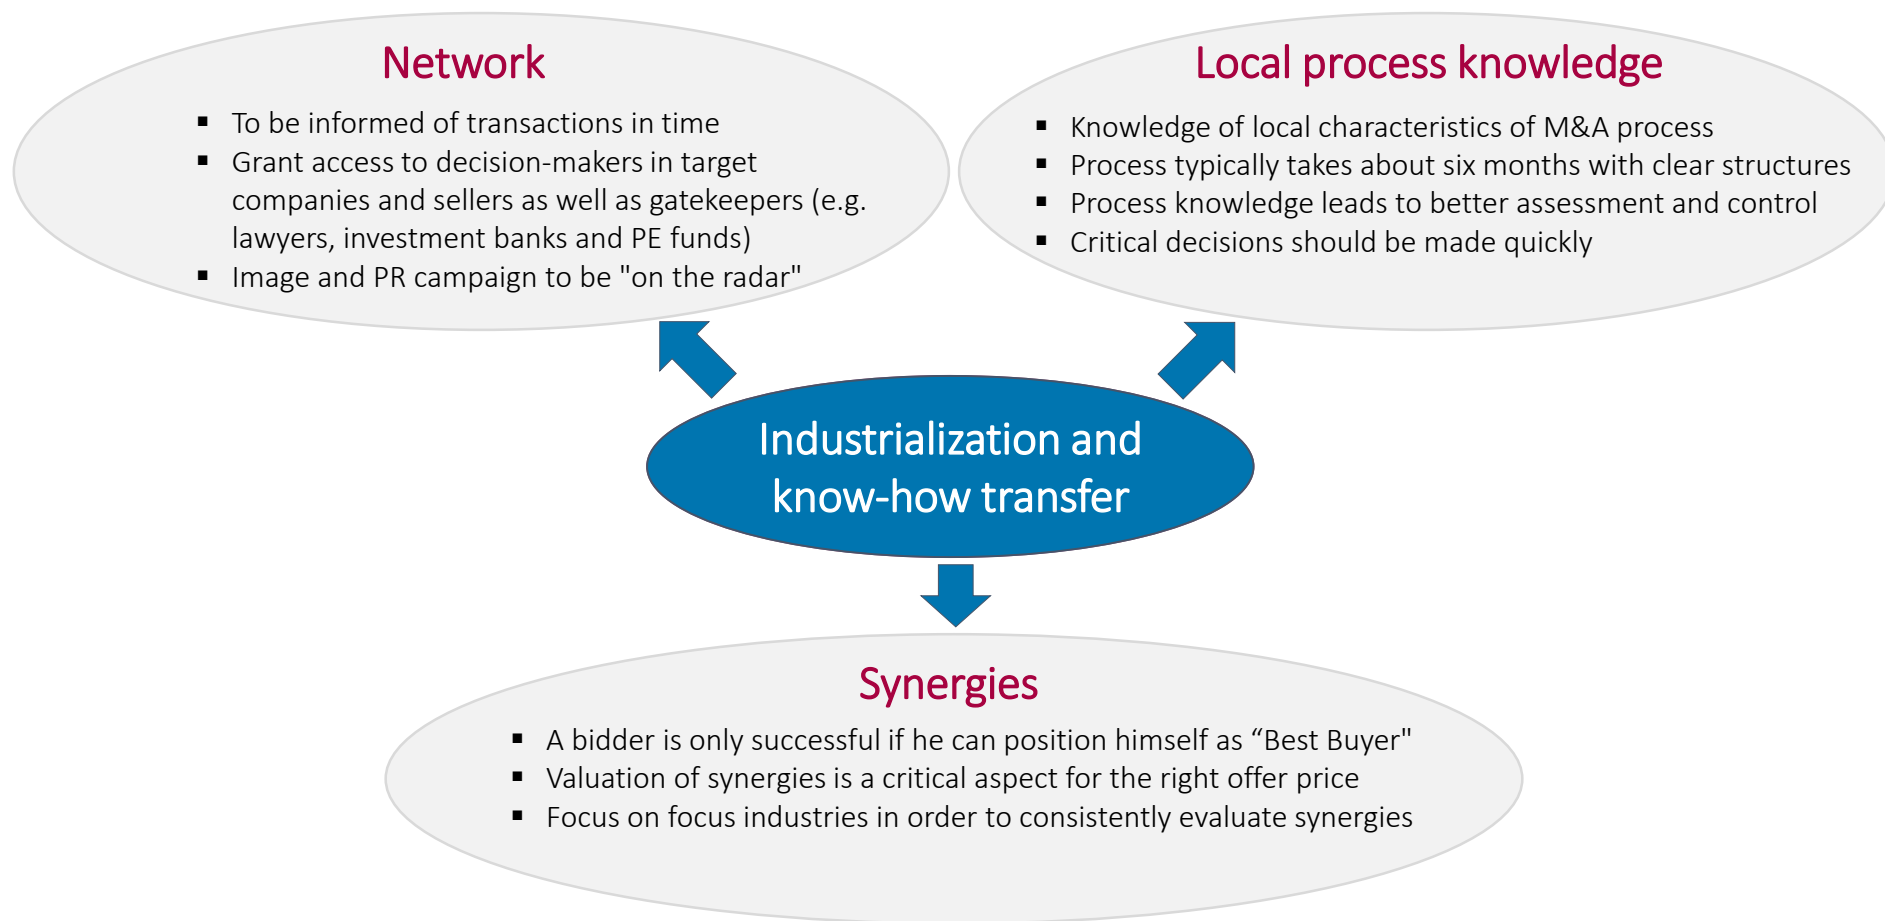 Network
▪ To be informed of transactions in time
▪ Grant access to decision-makers in target
companies and sellers as well as gatekeepers (e.g.
lawyers, investment banks and PE funds)
▪ Image and PR campaign to be "on the radar"
Local process knowledge
▪ Knowledge of local characteristics of M&A process
▪ Process typically takes about six months with clear structures
▪ Process knowledge leads to better assessment and control
▪ Critical decisions should be made quickly
Industrialization and
know-how transfer
Synergies
▪ A bidder is only successful if he can position himself as “Best Buyer"
▪ Valuation of synergies is a critical aspect for the right offer price
▪ Focus on focus industries in order to consistently evaluate synergies